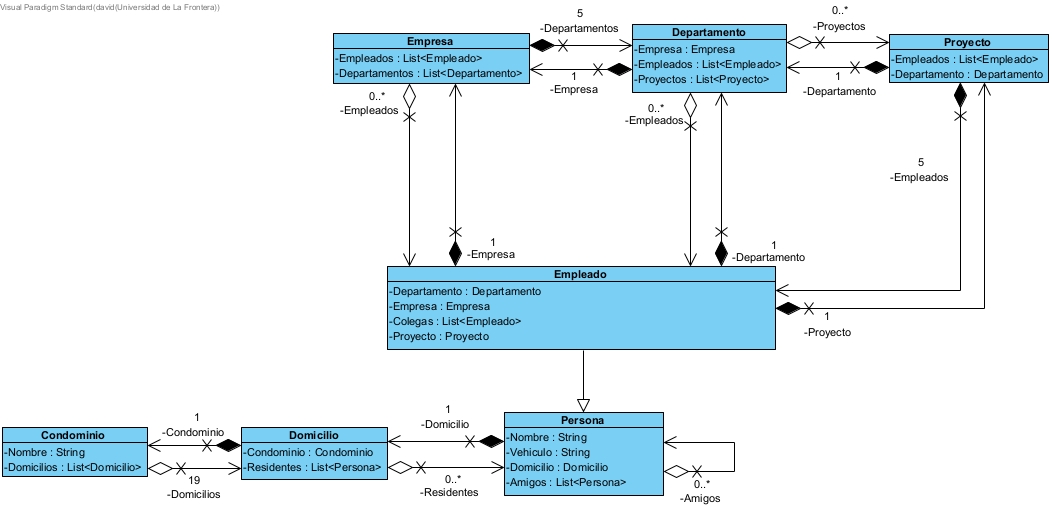 Visual Paradigm Standard(david(Universidad de La Frontera))
Empresa
-Empleados : List<Empleado>
-Departamentos : List<Departamento>
5
-Departamentos
1
-Empresa
Departamento
-Empresa : Empresa
-Empleados : List<Empleado>
-Proyectos : List<Proyecto>
0..*
-Proyectos
1
-Departamento
Proyecto
-Empleados : List<Empleado>
-Departamento : Departamento
0..*
-Empleados
0..*
-Empleados
5
-Empleados
1
-Empresa
1
-Departamento
Empleado
-Departamento : Departamento
-Empresa : Empresa
-Colegas : List<Empleado>
-Proyecto : Proyecto
1
-Proyecto
Condominio
-Nombre : String
-Domicilios : List<Domicilio>
1
-Condominio
19
-Domicilios
Domicilio
-Condominio : Condominio
-Residentes : List<Persona>
1
-Domicilio
0..*
-Residentes
Persona
-Nombre : String
-Vehiculo : String
-Domicilio : Domicilio
-Amigos : List<Persona>
0..*
-Amigos